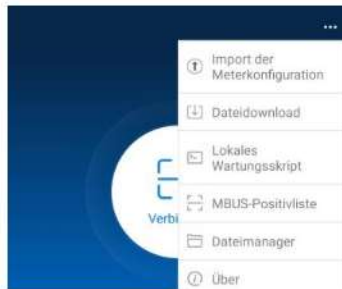 Import der
Meterkonfiguration
Dateidownload
Lokales
Wartungsskript
MBUS-Positivliste
Verbi
Dateimanager
Über